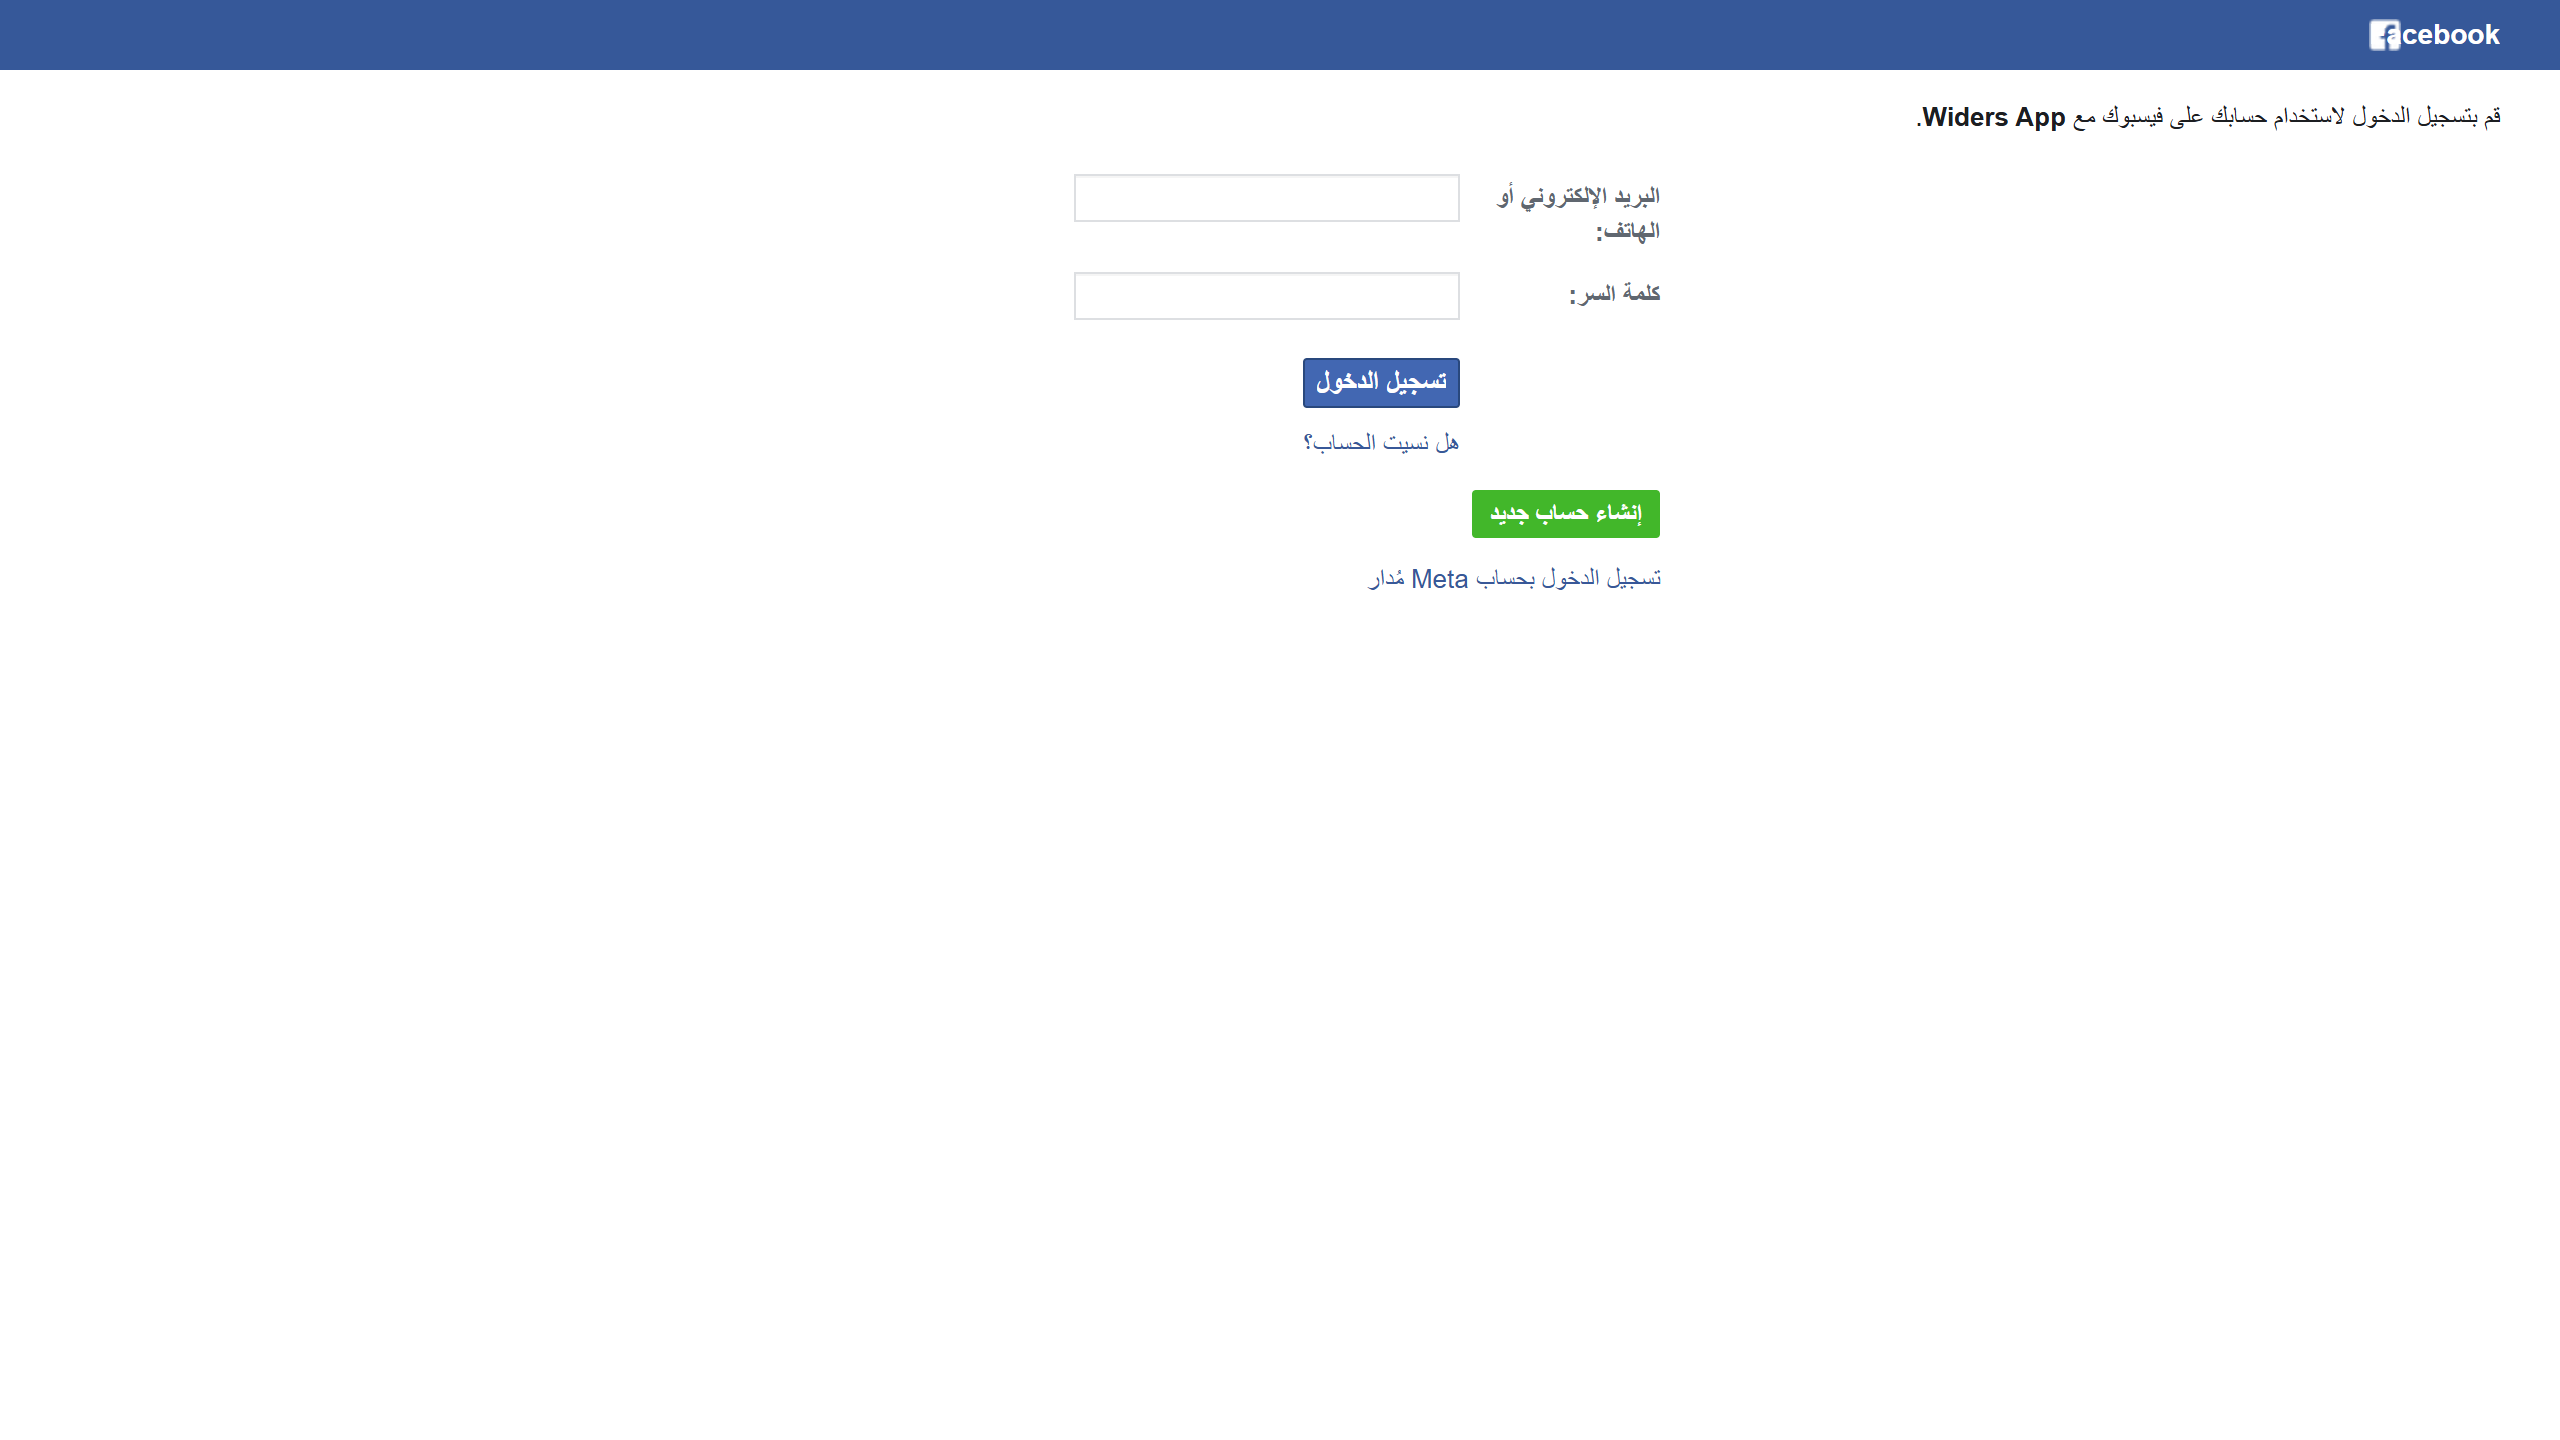 facebook
قم بتسجيل الدخول لاستخدام حسابك على فيسبوك مع Widers App.
البريد الإلكتروني أو
الهاتف:
كلمة السر:
تسجيل الدخول
هل نسيت الحساب؟
إنشاء حساب جديد
تسجيل الدخول بحساب Meta مُدار